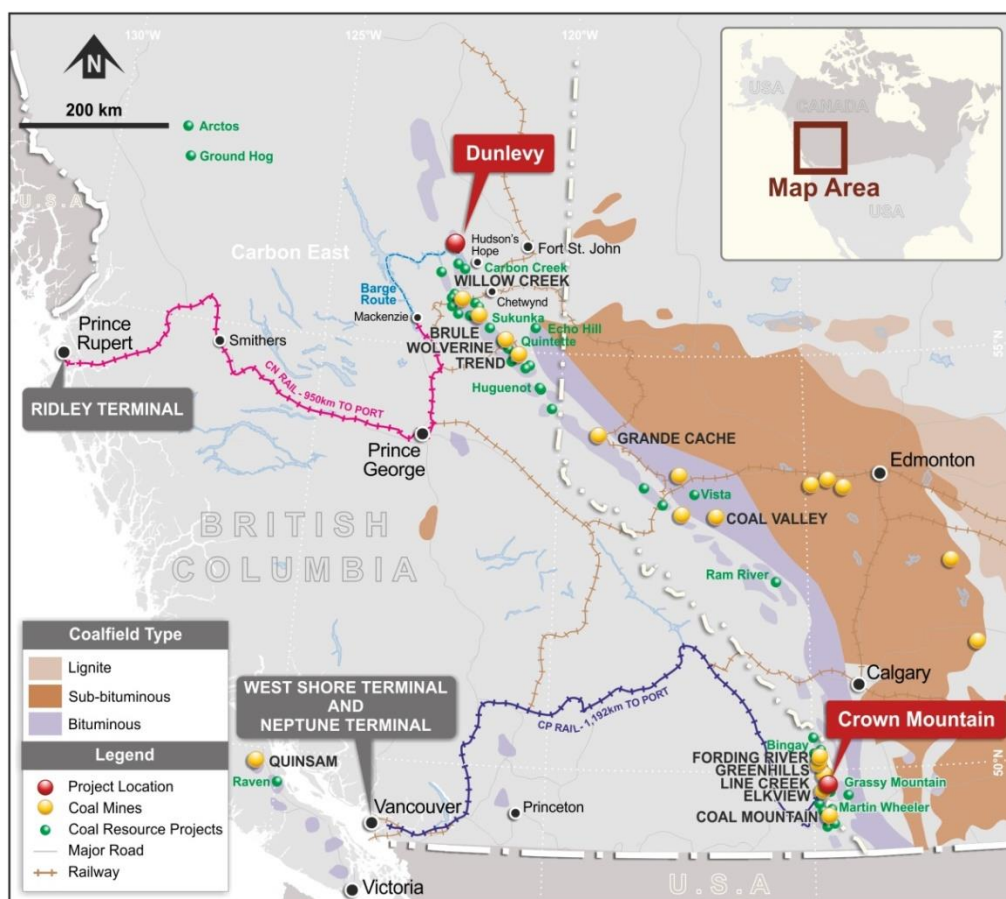 130°W
125°W
120°W
N
200 km
Arctos
Ground Hog
U.S.A
Dunlevy
USA
CANADA
Map Area
USA
Carbon East
Hudson's
Hope
Fort St. John
Carbon Creek
WILLOW CREEK
Barge
Route
Chetwynd
Mackenzie
Sukunka
Echo Hill
BRULE
Quintette
WOLVERINE
TREND
55°N
Prince
Rupert
Smithers
Huguenot
RIDLEY TERMINAL
CN RAIL - 950km TO PORT
Prince
George
GRANDE CACHE
Edmonton
Vista
COAL VALLEY
BRITISH
COLUMBIA
Ram River
Coalfield Type
Lignite
Sub-bituminous
Bituminous
Legend
Project Location
Coal Mines
Coal Resource Projects
Major Road
Railway
WEST SHORE TERMINAL
AND
NEPTUNE TERMINAL
CP RAIL - 1,192km TO PORT
Calgary
Crown Mountain
Bingay
FORDING RIVER
GREENHILLS
LINE CREEK
ELKVIEW
COAL MOUNTAIN
Grassy Mountain
Martin Wheeler
50°N
QUINSAM
Raven
Vancouver
Princeton
Victoria
U.S.A